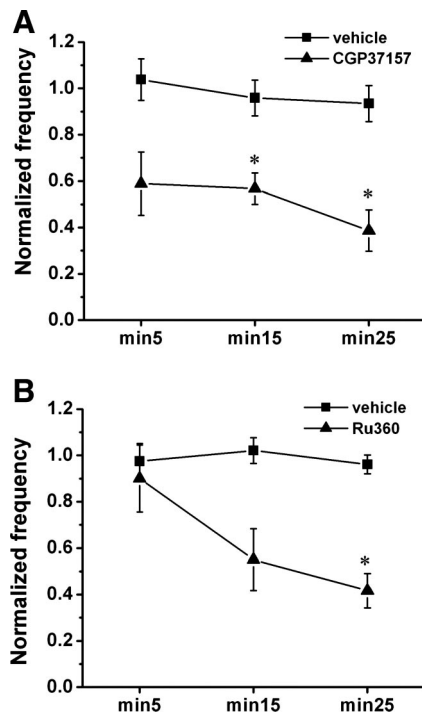 A
1.2
1.0
0.8
0.6
0.4
0.2
0.0
Normalized frequency
vehicle
CGP37157
*
*
min5 min15 min25
B
1.2
1.0
0.8
0.6
0.4
0.2
0.0
Normalized frequency
vehicle
Ru360
*
min5 min15 min25